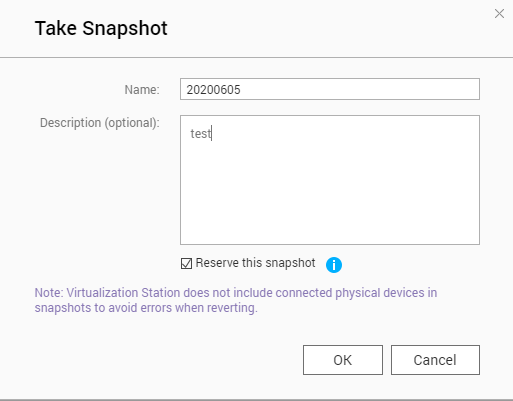 Take Snapshot
Name: 20200605
Description (optional): test
Reserve this snapshot
Note: Virtualization Station does not include connected physical devices in
snapshots to avoid errors when reverting.
OK Cancel